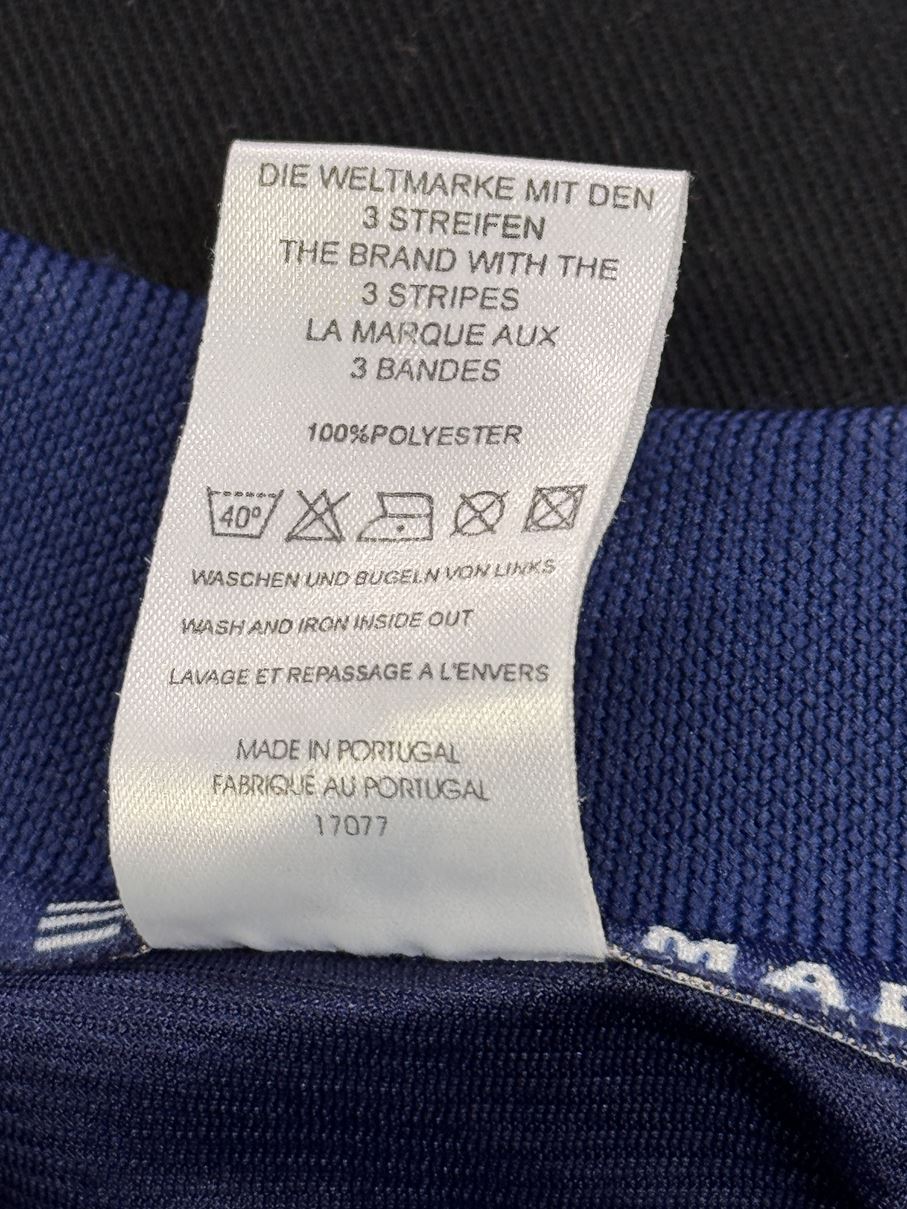 DIE WELTMARKE MIT DEN
3 STREIFEN
THE BRAND WITH THE
3 STRIPES
LA MARQUE AUX
3 BANDES
100%POLYESTER
40º
WASCHEN UND BUGELN VON LINKS
WASH AND IRON INSIDE OUT
LAVAGE ET REPASSAGE A L'ENVERS
MADE IN PORTUGAL
FABRIQUÉ AU PORTUGAL
17077